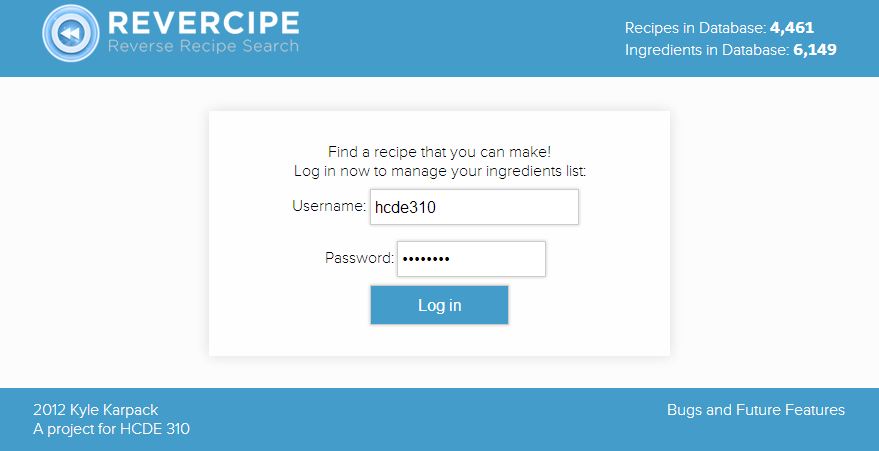 REVERCIPE
Reverse Recipe Search
Recipes in Database: 4,461
Ingredients in Database: 6,149
Find a recipe that you can make!
Log in now to manage your ingredients list:
Username: hcde310
Password: ••••••••
Log in
2012 Kyle Karpack
A project for HCDE 310
Bugs and Future Features